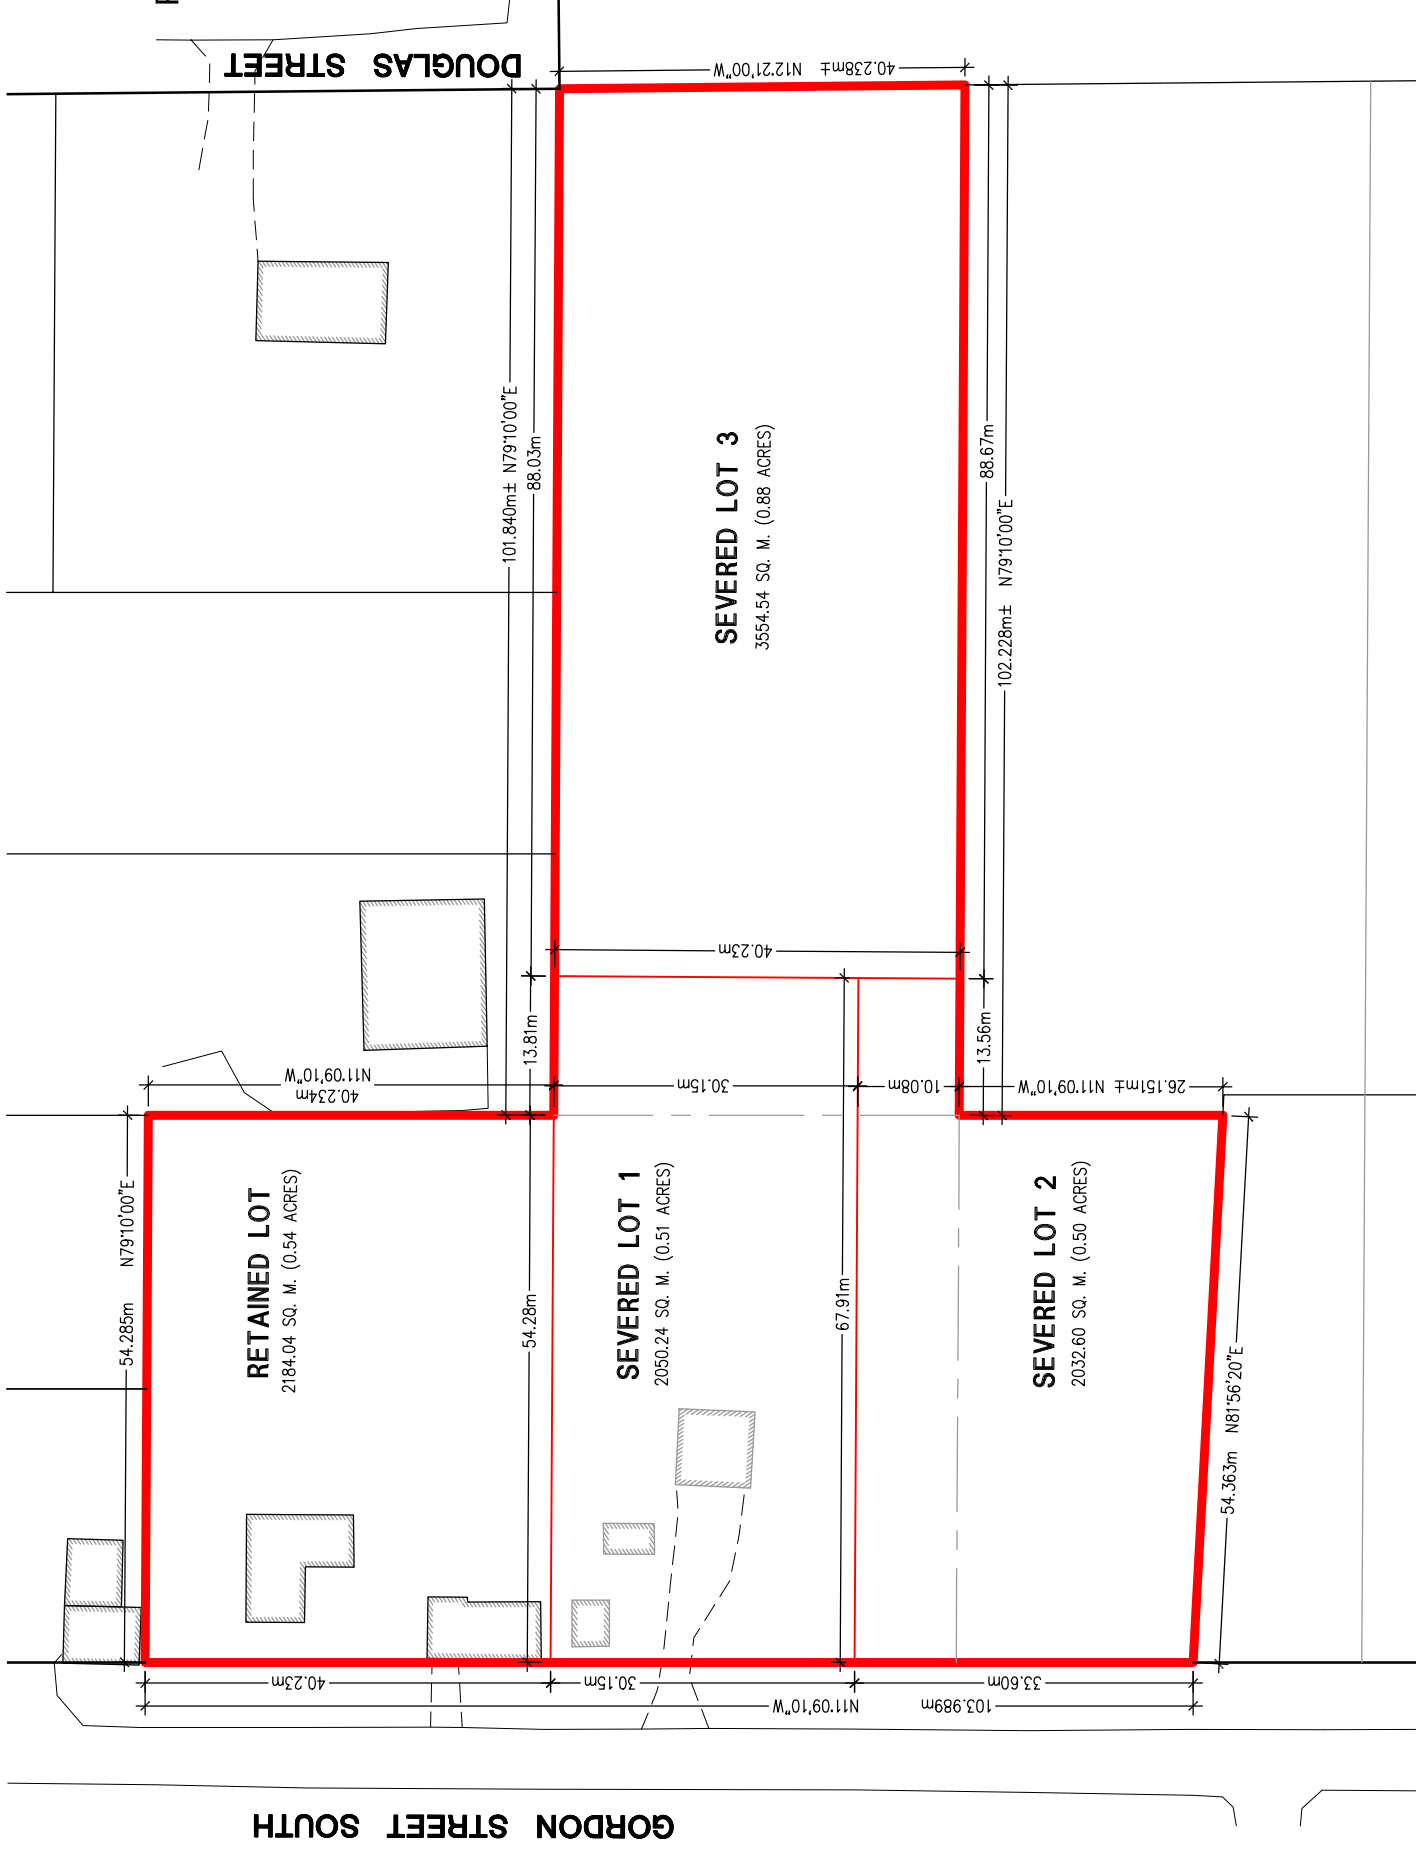 DOUGLAS STREET
40.238m± N12°21'00"W
101.840m± N79°10'00"E
88.03m
SEVERED LOT 3
3554.54 SQ. M. (0.88 ACRES)
88.67m
102.228m± N79°10'00"E
40.23m
13.81m
13.56m
N11°09'10"W
40.234m
30.15m
10.08m
26.151m± N11°09'10"W
54.285m N79°10'00"E
RETAINED LOT
2184.04 SQ. M. (0.54 ACRES)
54.28m
SEVERED LOT 1
2050.24 SQ. M. (0.51 ACRES)
67.91m
SEVERED LOT 2
2032.60 SQ. M. (0.50 ACRES)
54.363m N81°56'20"E
40.23m
30.15m
33.60m
103.989m N11°09'10"W
GORDON STREET SOUTH